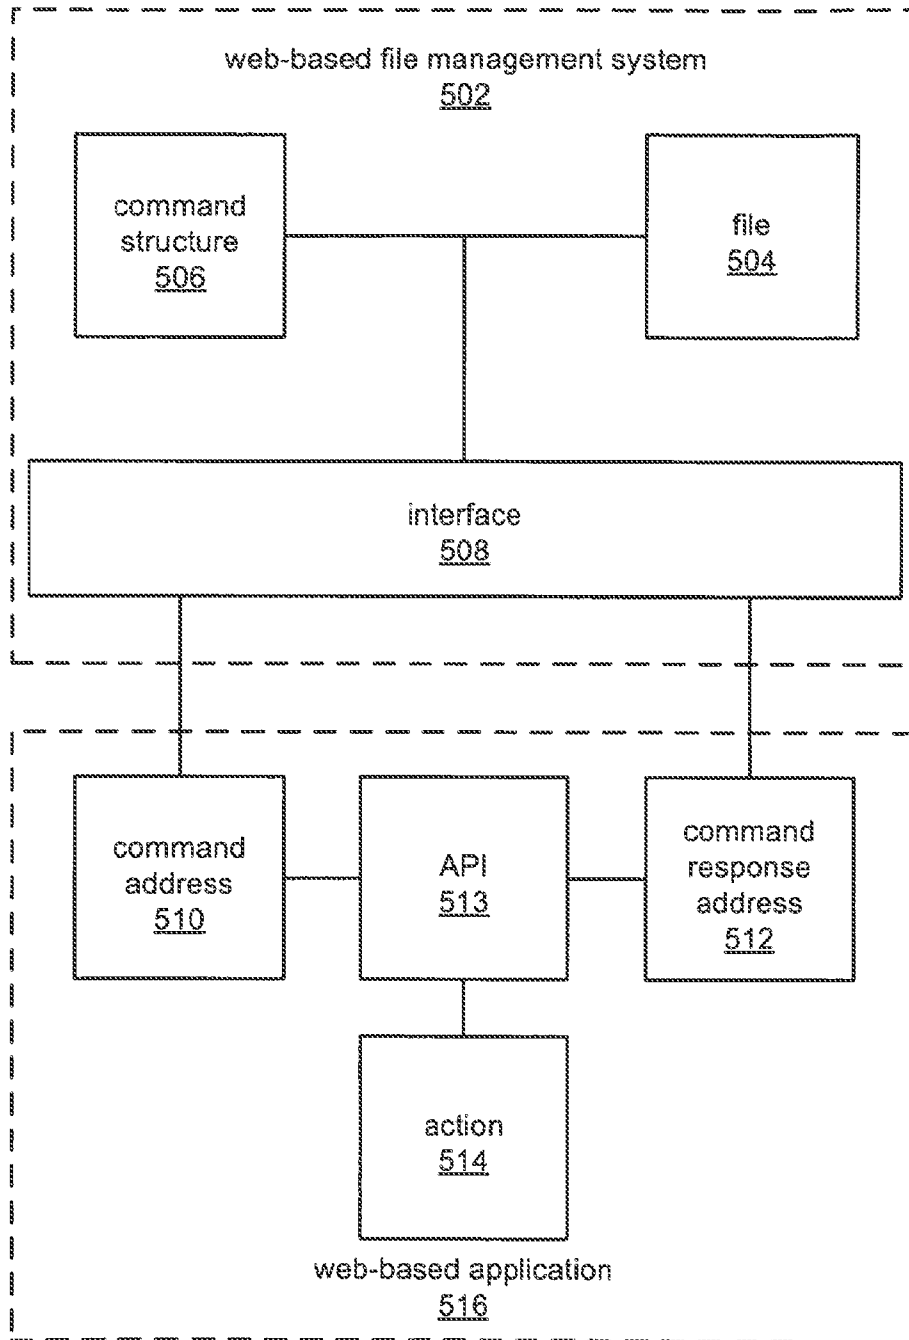 web-based file management system
502
command
structure
506
file
504
interface
508
command
address
510
API
513
command
response
address
512
action
514
web-based application
516